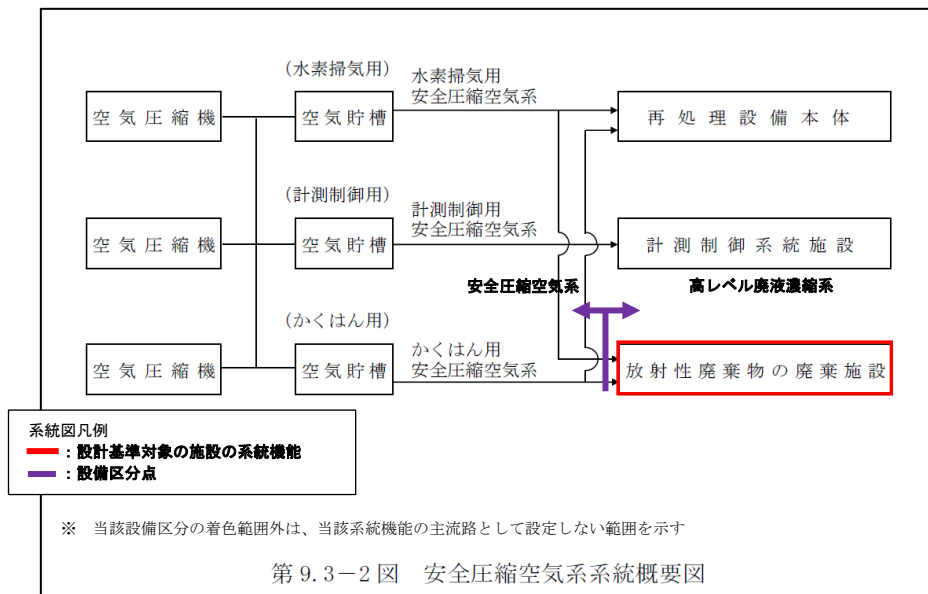 （水素掃気用）
水素掃気用
安全圧縮空気系
空気圧縮機
空気貯槽
再処理設備本体
（計測制御用）
計測制御用
安全圧縮空気系
空気圧縮機
空気貯槽
計測制御系統施設
安全圧縮空気系
高レベル廃液濃縮系
（かくはん用）
かくはん用
安全圧縮空気系
空気圧縮機
空気貯槽
放射性廃棄物の廃棄施設
系統図凡例
：設計基準対象の施設の系統機能
：設備区分点
※　当該設備区分の着色範囲外は、当該系統機能の主流路として設定しない範囲を示す
第9.3－2図　安全圧縮空気系系統概要図